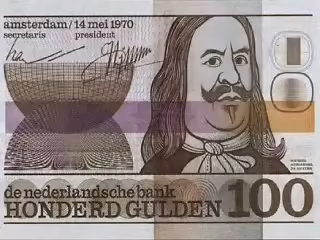 amsterdam / 14 mei 1970
secretaris president
de nederlandsche bank
HONDERD GULDEN 100